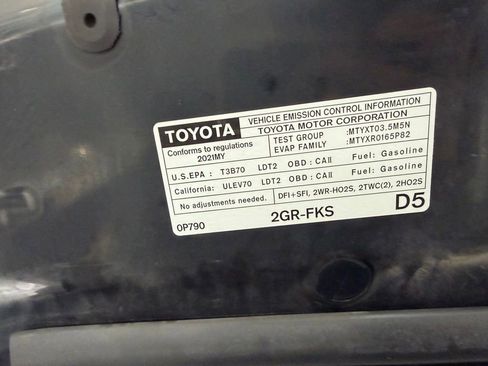 TOYOTA
VEHICLE EMISSION CONTROL INFORMATION
TOYOTA MOTOR CORPORATION
Conforms to regulations
2021MY
TEST GROUP :MTYXT03.5M5N
EVAP FAMILY :MTYXR0165P82
U.S.EPA : T3B70 LDT2 OBD : CAII Fuel: Gasoline
California: ULEV70 LDT2 OBD : CAII Fuel: Gasoline
No adjustments needed.
DFI+SFI, 2WR-HO2S, 2TWC(2), 2HO2S
0P790
2GR-FKS
D5